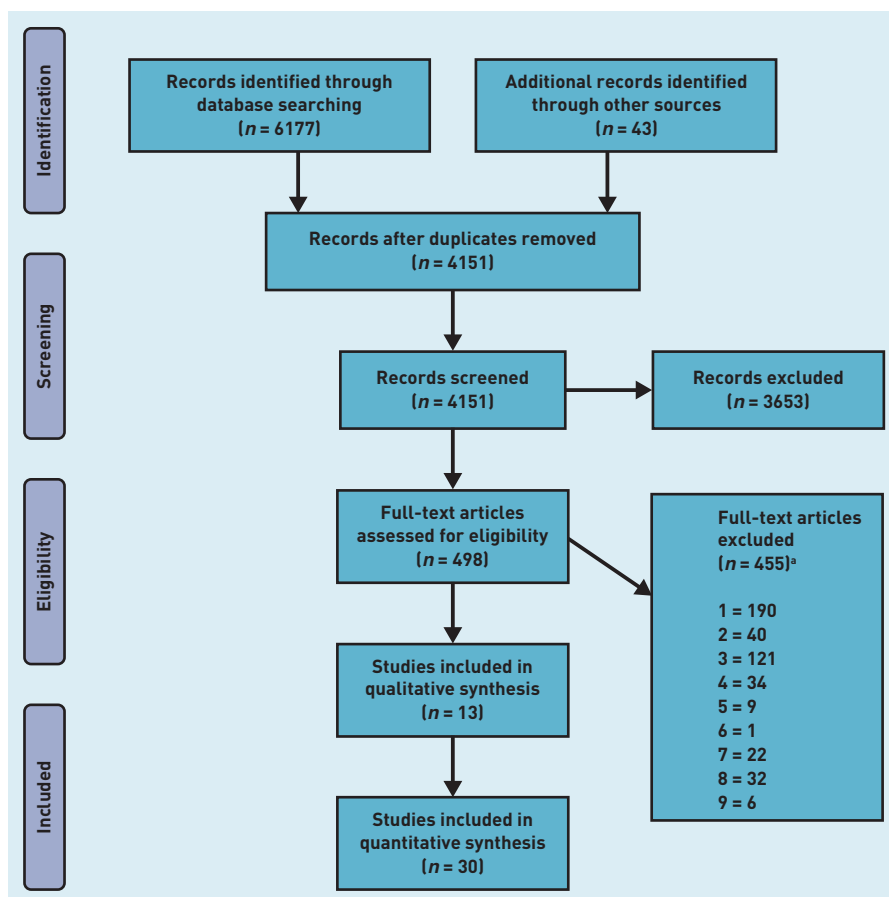 Identification
Records identified through
database searching
(n = 6177)
Additional records identified
through other sources
(n = 43)
Records after duplicates removed
(n = 4151)
Screening
Records screened
(n = 4151)
Records excluded
(n = 3653)
Eligibility
Full-text articles
assessed for eligibility
(n = 498)
Full-text articles
excluded
(n = 455)ª
1 = 190
2 = 40
3 = 121
4 = 34
5 = 9
6 = 1
7 = 22
8 = 32
9 = 6
Studies included in
qualitative synthesis
(n = 13)
Included
Studies included in
quantitative synthesis
(n = 30)